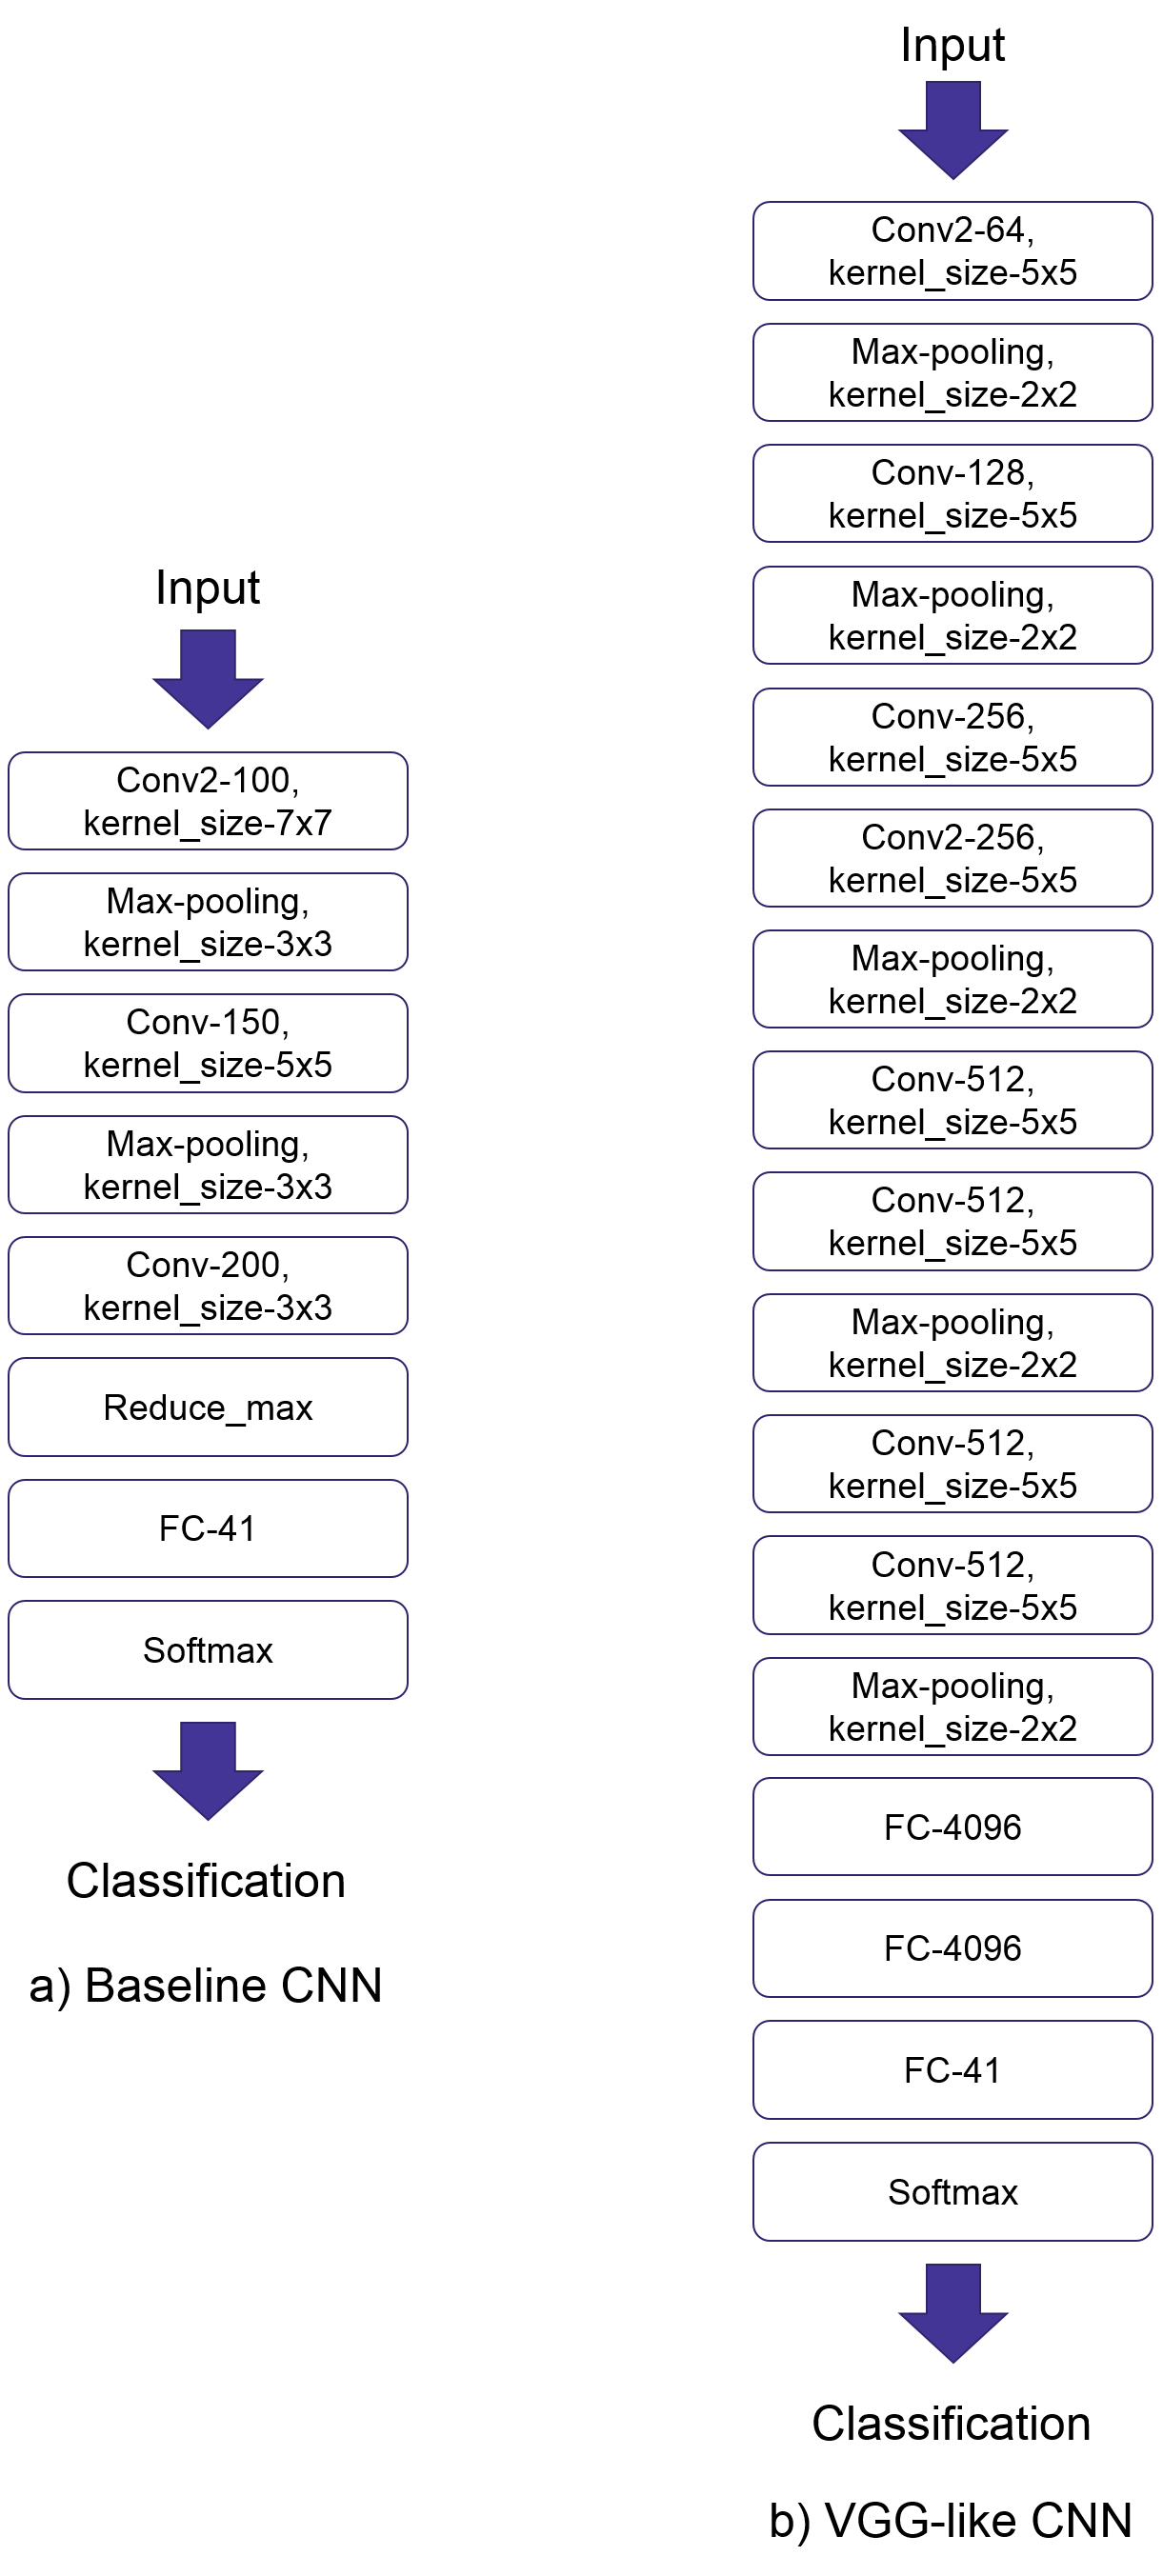 Input
Conv2-100,
kernel_size-7x7
Max-pooling,
kernel_size-3x3
Conv-150,
kernel_size-5x5
Max-pooling,
kernel_size-3x3
Conv-200,
kernel_size-3x3
Reduce_max
FC-41
Softmax
Classification
a) Baseline CNN
Input
Conv2-64,
kernel_size-5x5
Max-pooling,
kernel_size-2x2
Conv-128,
kernel_size-5x5
Max-pooling,
kernel_size-2x2
Conv-256,
kernel_size-5x5
Conv2-256,
kernel_size-5x5
Max-pooling,
kernel_size-2x2
Conv-512,
kernel_size-5x5
Conv-512,
kernel_size-5x5
Max-pooling,
kernel_size-2x2
Conv-512,
kernel_size-5x5
Conv-512,
kernel_size-5x5
Max-pooling,
kernel_size-2x2
FC-4096
FC-4096
FC-41
Softmax
Classification
b) VGG-like CNN